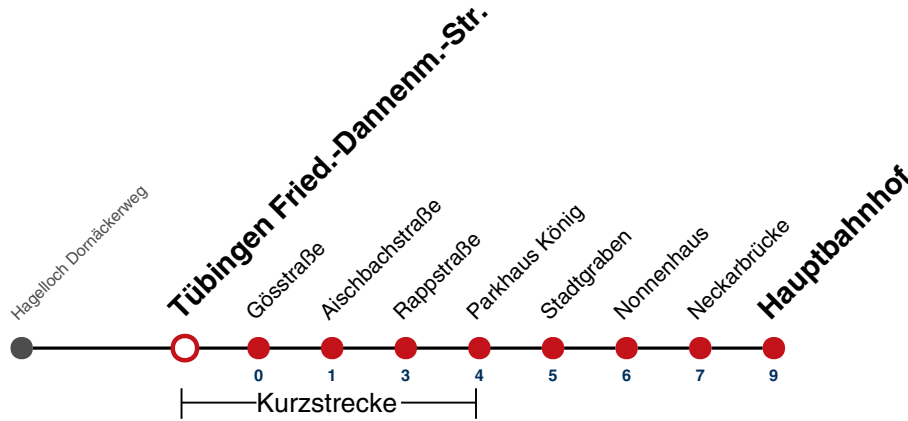 Hagelloch Dornäckerweg
Tübingen Fried.-Dannenm.-Str.
Gösstraße
Aischbachstraße
Rappstraße
Parkhaus König
Stadtgraben
Nonnenhaus
Neckarbrücke
Hauptbahnhof
0 1 3 4 5 6 7 9
Kurzstrecke